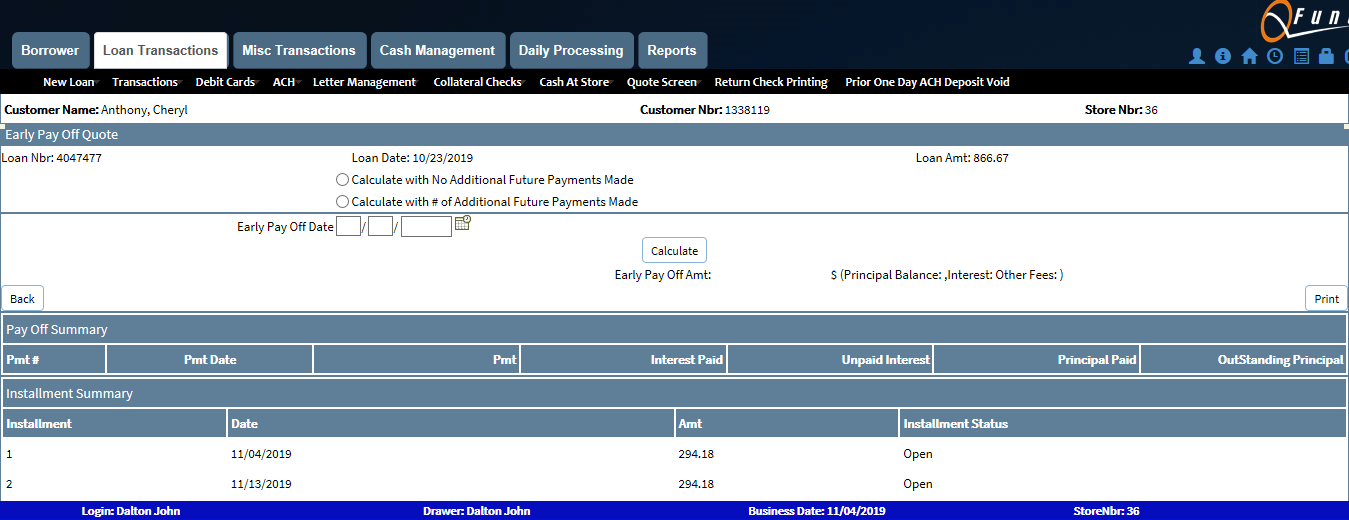 Fun
Borrower Loan Transactions Misc Transactions Cash Management Daily Processing Reports
New Loan Transactions Debit Cards ACH Letter Management Collateral Checks Cash At Store Quote Screen Return Check Printing Prior One Day ACH Deposit Void
Customer Name: Anthony, Cheryl Customer Nbr: 1338119 Store Nbr: 36
Early Pay Off Quote
Loan Nbr: 4047477 Loan Date: 10/23/2019 Loan Amt: 866.67
Calculate with No Additional Future Payments Made
Calculate with # of Additional Future Payments Made
Early Pay Off Date / /
Calculate
Early Pay Off Amt: $ (Principal Balance: ,Interest: Other Fees: )
Back Print
Pay Off Summary
Pmt # Pmt Date Pmt Interest Paid Unpaid Interest Principal Paid OutStanding Principal
Installment Summary
Installment Date Amt Installment Status
1 11/04/2019 294.18 Open
2 11/13/2019 294.18 Open
Login: Dalton John Drawer: Dalton John Business Date: 11/04/2019 StoreNbr: 36